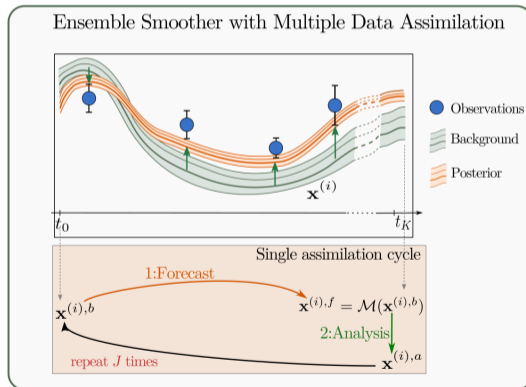 Ensemble Smoother with Multiple Data Assimilation
Observations
Background
Posterior
x^(i)
t_0
t_K
Single assimilation cycle
1:Forecast
x^(i),b
x^(i),f = ℳ(x^(i),b)
2:Analysis
repeat J times
x^(i),a